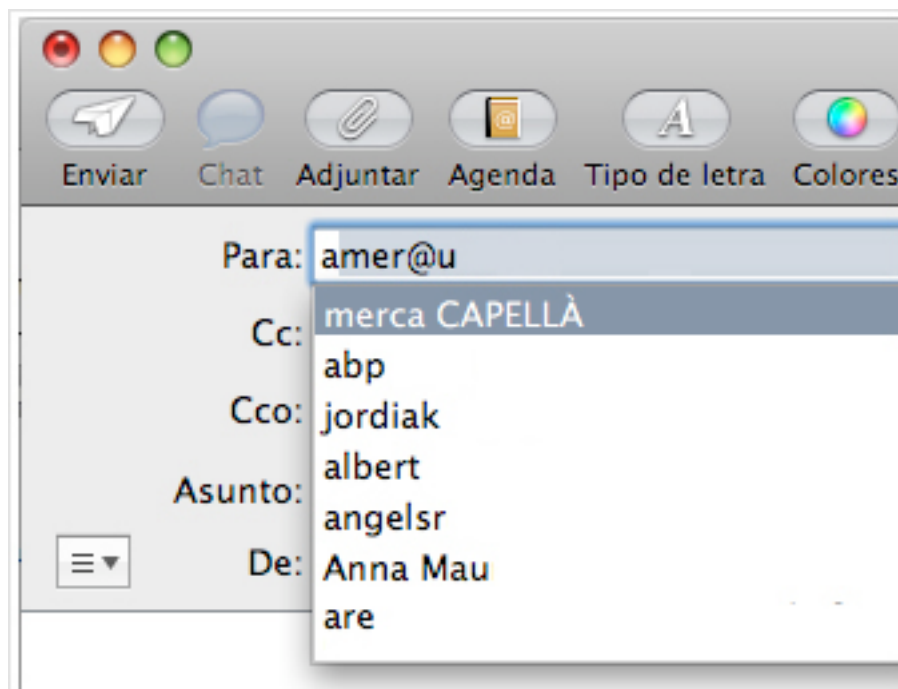 Enviar Chat Adjuntar Agenda Tipo de letra Colores
Para: amer@u
merca CAPELLÀ
Cc:
abp
Cco: jordiak
albert
Asunto:
angelsr
De: Anna Mau
are